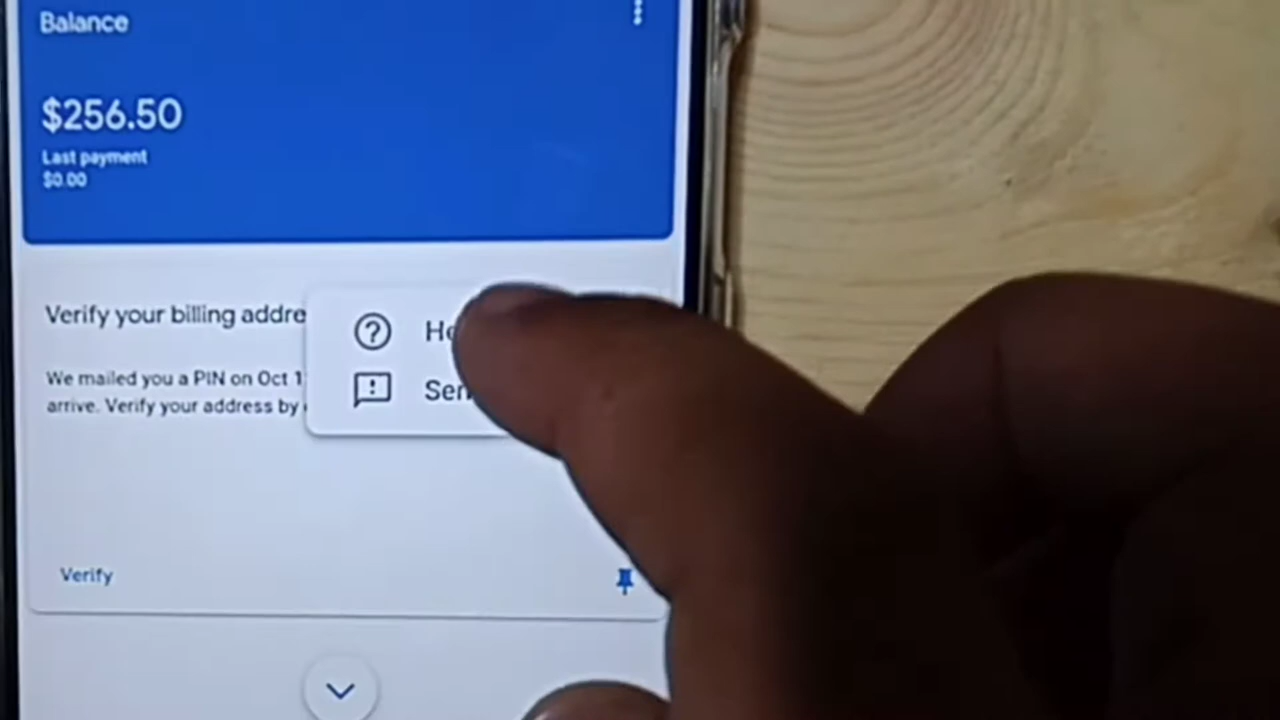 Balance
$256.50
Last payment
$0.00
Verify your billing addre
We mailed you a PIN on Oct 1
arrive. Verify your address by
Verify